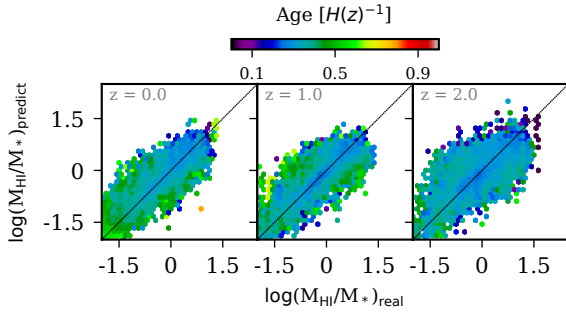 Age [H(z)⁻¹]
0.1 0.5 0.9
z = 0.0 z = 1.0 z = 2.0
log(M_HI/M_*)_predict
1.5
0
-1.5
-1.5 0 1.5 -1.5 0 1.5 -1.5 0 1.5
log(M_HI/M_*)_real